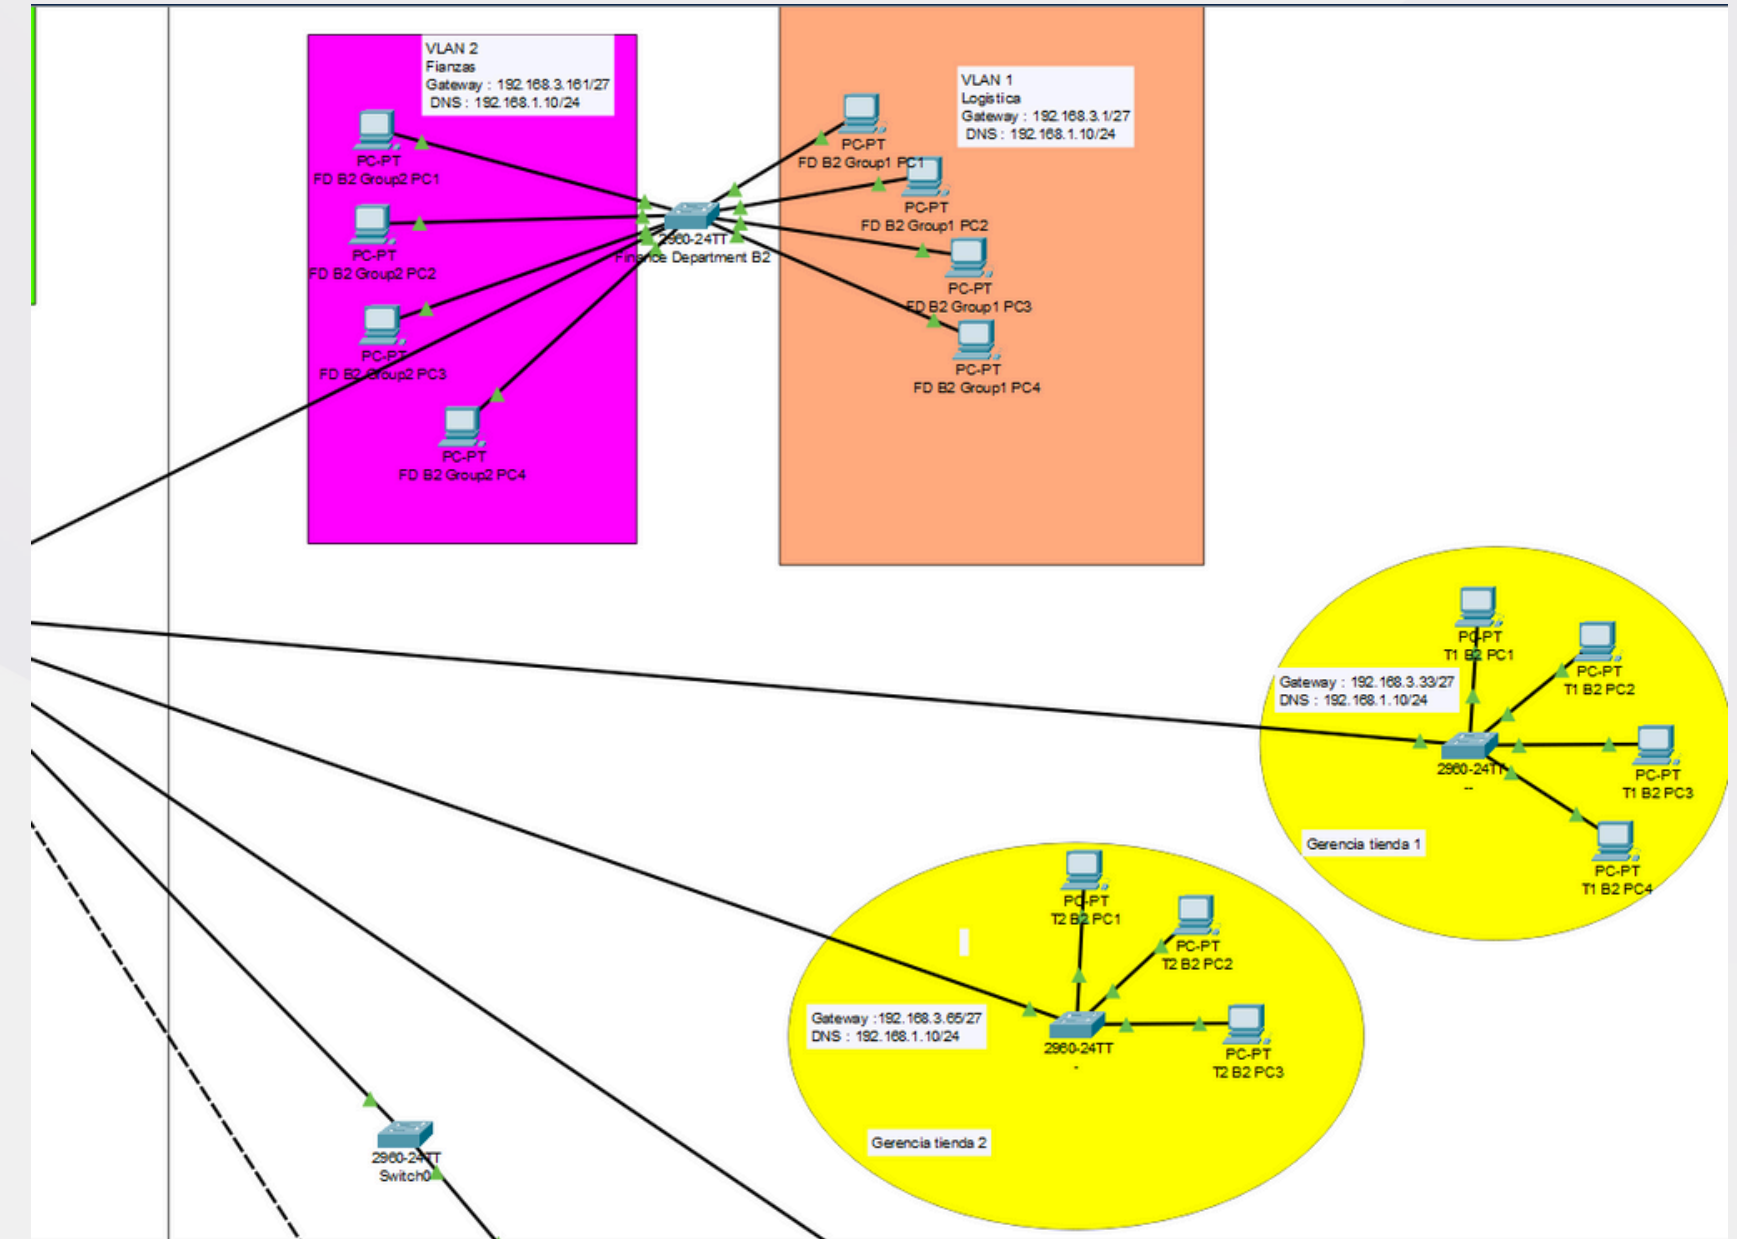 VLAN 2
Fianzas
Gateway : 192.168.3.161/27
DNS : 192.168.1.10/24
PC-PT
FD B2 Group2 PC1
PC-PT
FD B2 Group2 PC2
PC-PT
FD B2 Group2 PC3
PC-PT
FD B2 Group2 PC4
2960-24TT
Finance Department B2
VLAN 1
Logistica
Gateway : 192.168.3.1/27
DNS : 192.168.1.10/24
PC-PT
FD B2 Group1 PC1
PC-PT
FD B2 Group1 PC2
PC-PT
FD B2 Group1 PC3
PC-PT
FD B2 Group1 PC4
PC-PT
T1 B2 PC1
PC-PT
T1 B2 PC2
Gateway : 192.168.3.33/27
DNS : 192.168.1.10/24
2960-24TT
--
PC-PT
T1 B2 PC3
Gerencia tienda 1
PC-PT
T1 B2 PC4
PC-PT
T2 B2 PC1
PC-PT
T2 B2 PC2
Gateway :192.168.3.65/27
DNS : 192.168.1.10/24
2960-24TT
-
PC-PT
T2 B2 PC3
Gerencia tienda 2
2960-24TT
Switch0